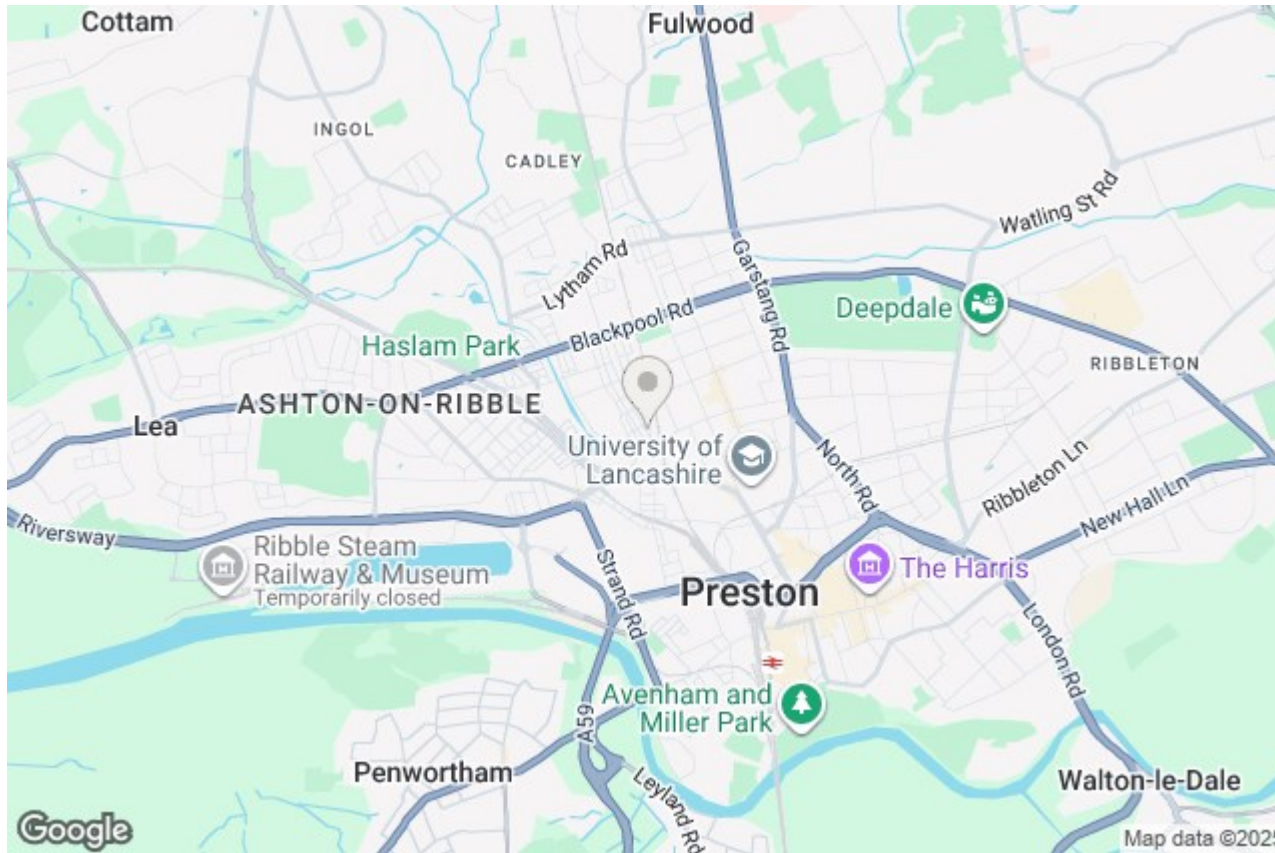 Cottam
Fulwood
INGOL
CADLEY
Watling St Rd
Lytham Rd
Garstang Rd
Deepdale
Blackpool Rd
Haslam Park
RIBBLETON
ASHTON-ON-RIBBLE
Lea
University of
Lancashire
North Rd
Ribbleton Ln
New Hall Ln
Riversway
Ribble Steam
Railway & Museum
Temporarily closed
Strand Rd
The Harris
Preston
London Rd
Avenham and
Miller Park
A59
Penwortham
Leyland Rd
Walton-le-Dale
Google
Map data ©2025